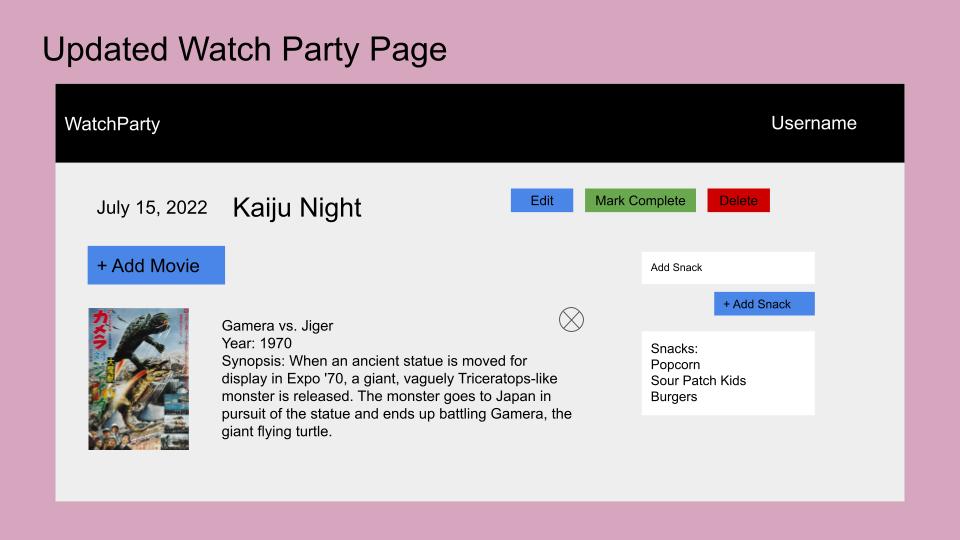 Updated Watch Party Page
WatchParty
Username
July 15, 2022
Kaiju Night
Edit
Mark Complete
Delete
+ Add Movie
Add Snack
+ Add Snack
ガメラ
Gamera vs. Jiger
Year: 1970
Synopsis: When an ancient statue is moved for
display in Expo '70, a giant, vaguely Triceratops-like
monster is released. The monster goes to Japan in
pursuit of the statue and ends up battling Gamera, the
giant flying turtle.
Snacks:
Popcorn
Sour Patch Kids
Burgers